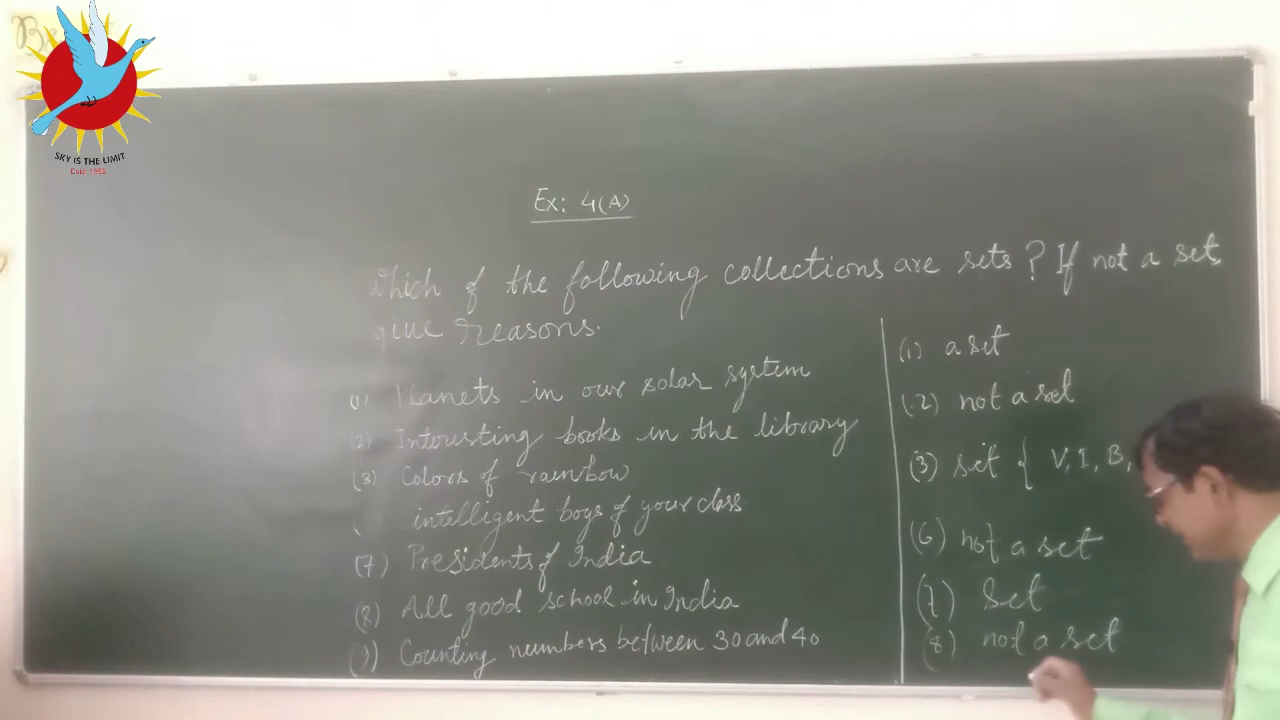 SKY IS THE LIMIT
Estd. 1993
Ex: 4(A)
Which of the following collections are sets? If not a set,
give reasons.
(1) Planets in our solar system
(2) Interesting books in the library
(3) Colors of rainbow
intelligent boys of your class
(7) Presidents of India
(8) All good school in India
(9) Counting numbers between 30 and 40
(1) a set
(2) not a set
(3) set { V, I, B,
(6) not a set
(7) Set
(8) not a set